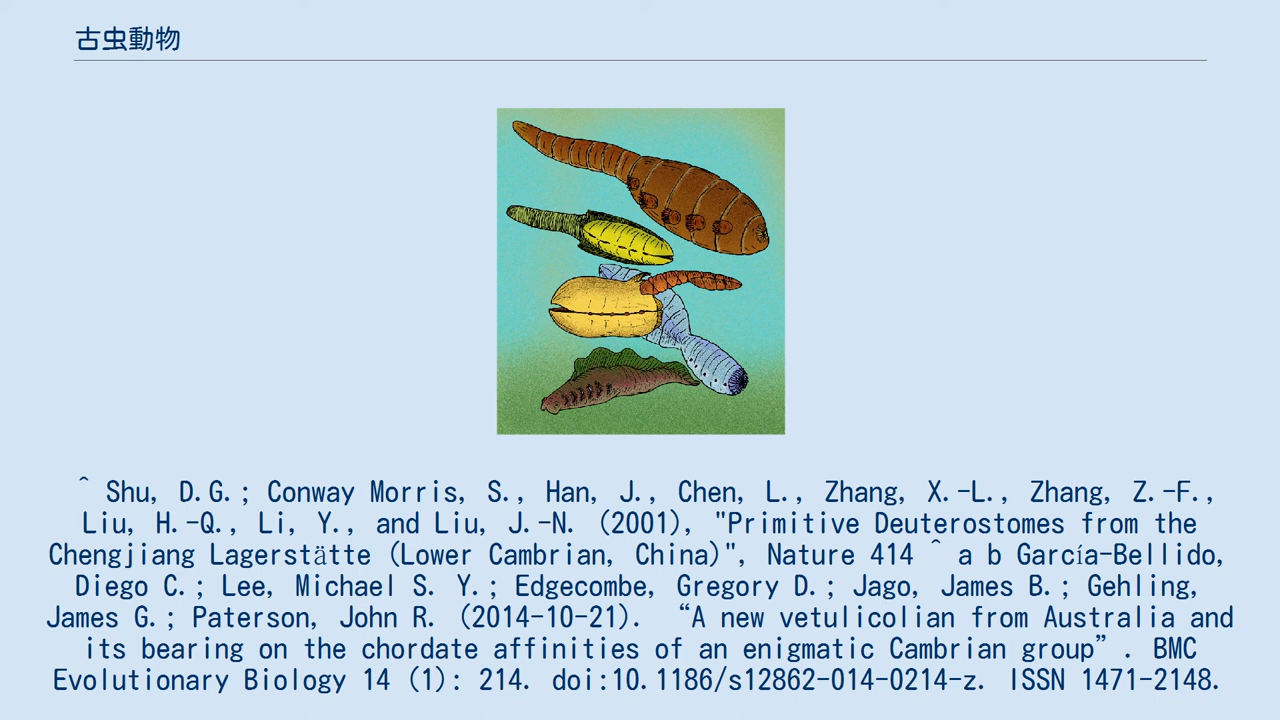 古虫動物
^ Shu, D.G.; Conway Morris, S., Han, J., Chen, L., Zhang, X.-L., Zhang, Z.-F.,
Liu, H.-Q., Li, Y., and Liu, J.-N. (2001), "Primitive Deuterostomes from the
Chengjiang Lagerstätte (Lower Cambrian, China)", Nature 414 ^ a b García-Bellido,
Diego C.; Lee, Michael S. Y.; Edgecombe, Gregory D.; Jago, James B.; Gehling,
James G.; Paterson, John R. (2014-10-21). “A new vetulicolian from Australia and
its bearing on the chordate affinities of an enigmatic Cambrian group”. BMC
Evolutionary Biology 14 (1): 214. doi:10.1186/s12862-014-0214-z. ISSN 1471-2148.